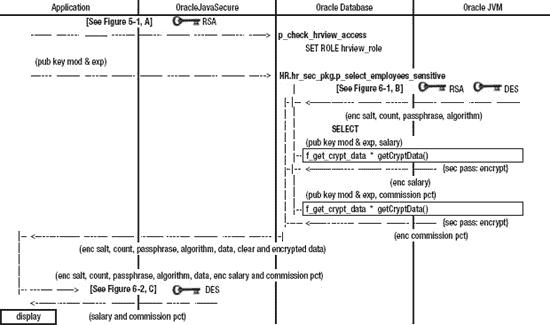 Application OracleJavaSecure Oracle Database Oracle JVM
[See Figure 5-1, A] RSA
p_check_hrview_access
SET ROLE hrview_role
(pub key mod & exp)
HR.hr_sec_pkg.p_select_employees_sensitive
[See Figure 5-1, B] RSA DES
(enc salt, count, passphrase, algorithm)
SELECT
(pub key mod & exp, salary)
f_get_crypt_data * getCryptData()
(sec pass: encrypt)
(enc salary)
(pub key mod & exp, commission pct)
f_get_crypt_data * getCryptData()
(sec pass: encrypt)
(enc commission pct)
(enc salt, count, passphrase, algorithm, data, clear and encrypted data)
(enc salt, count, passphrase, algorithm, data, enc salary and commission pct)
[See Figure 6-2, C] DES
display (salary and commission pct)